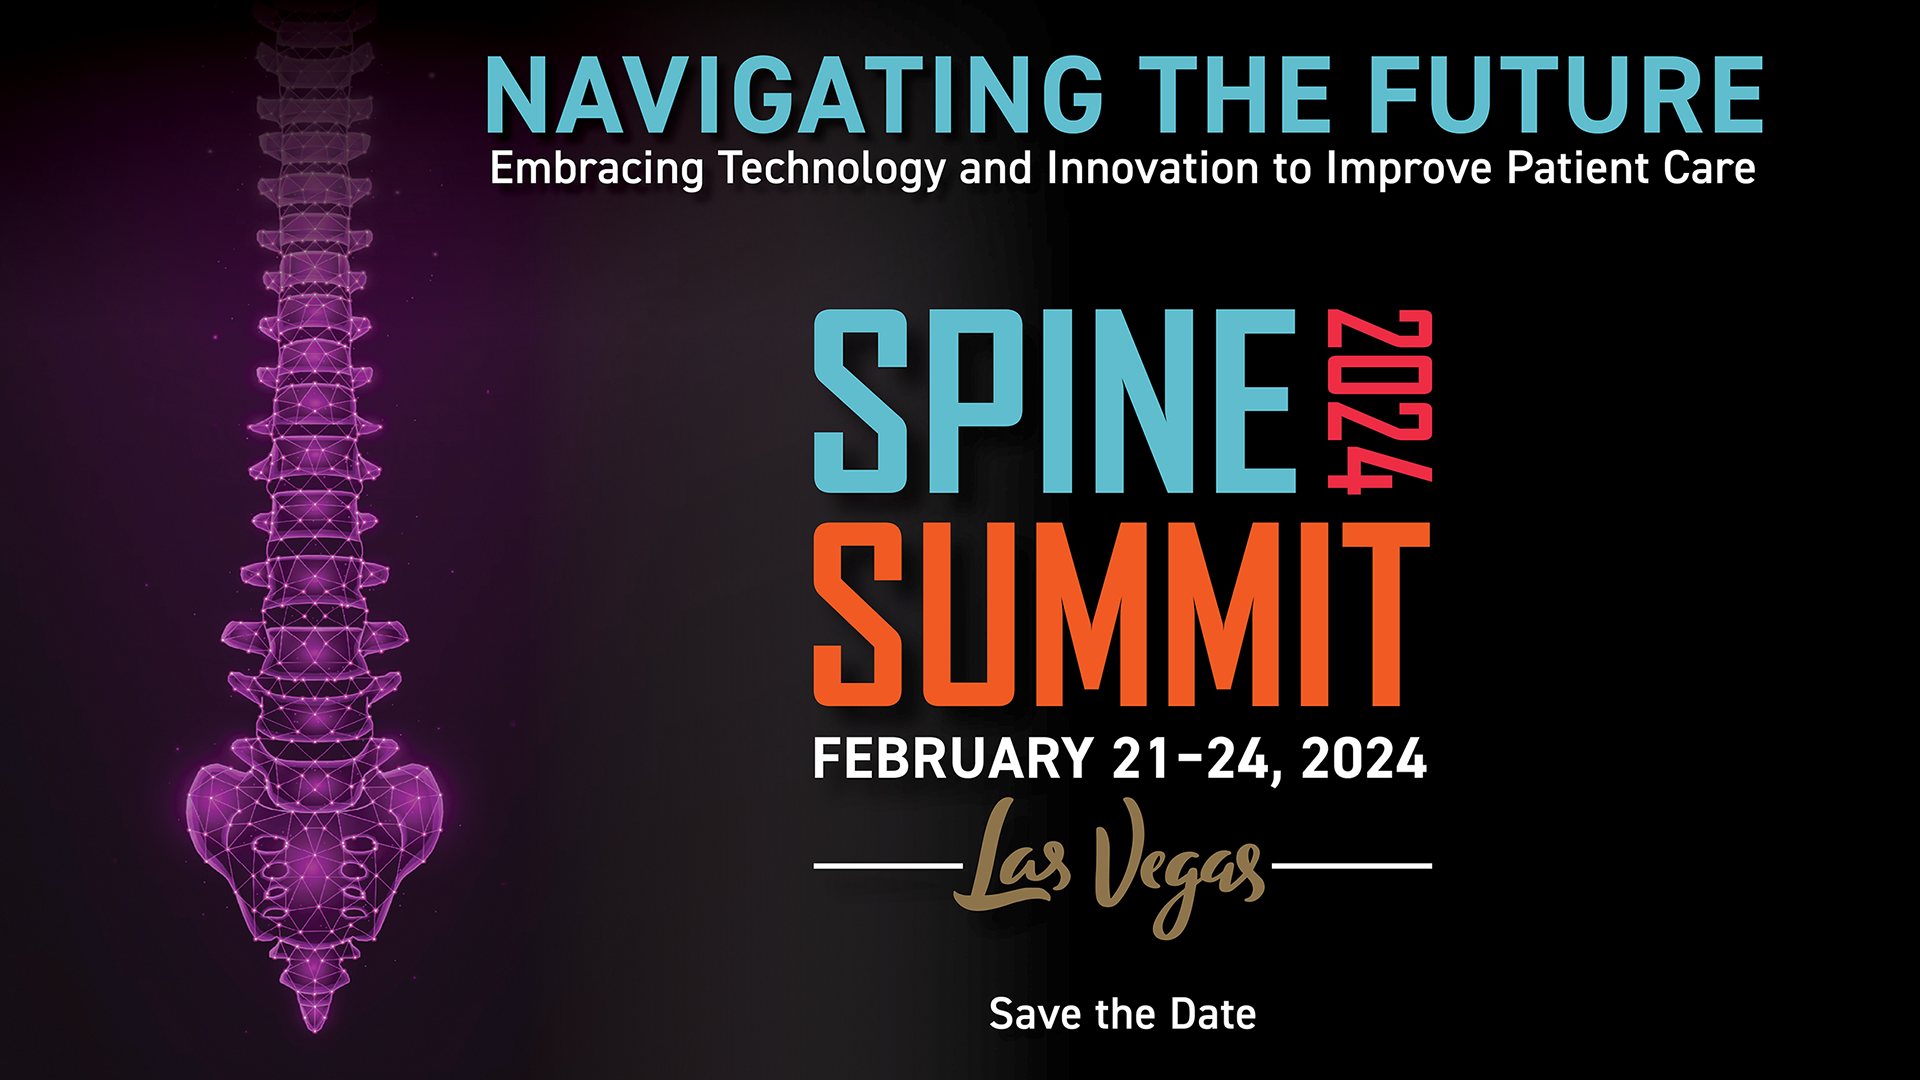 NAVIGATING THE FUTURE
Embracing Technology and Innovation to Improve Patient Care
SPINE 2024
SUMMIT
FEBRUARY 21–24, 2024
Las Vegas
Save the Date